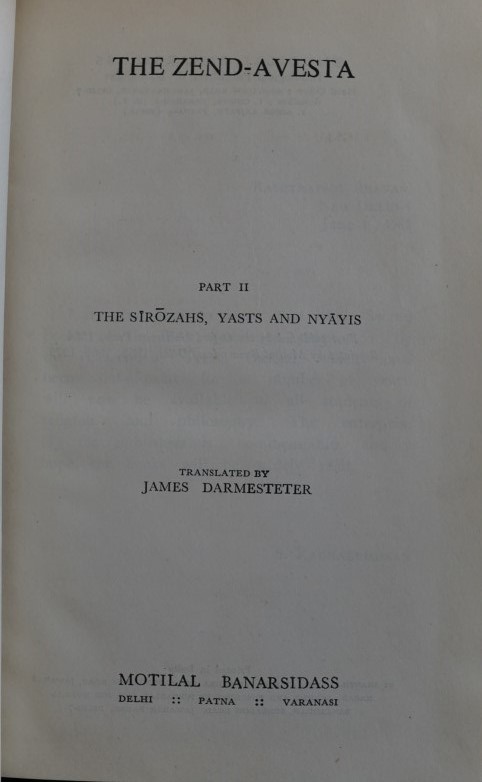 THE ZEND-AVESTA
PART II
THE SĪRŌZAHS, YASTS AND NYĀYIS
TRANSLATED BY
JAMES DARMESTETER
MOTILAL BANARSIDASS
DELHI :: PATNA :: VARANASI